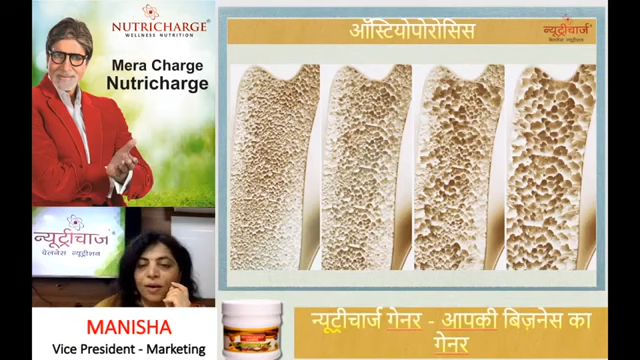 NUTRICHARGE
WELLNESS NUTRITION
Mera Charge
Nutricharge
न्यूट्रीचार्ज
वेलनेस न्यूट्रीशन
MANISHA
Vice President - Marketing
ऑस्टियोपोरोसिस
न्यूट्रीचार्ज
वेलनेस न्यूट्रीशन
न्यूट्रीचार्ज गेनर - आपकी बिज़नेस का
गेनर